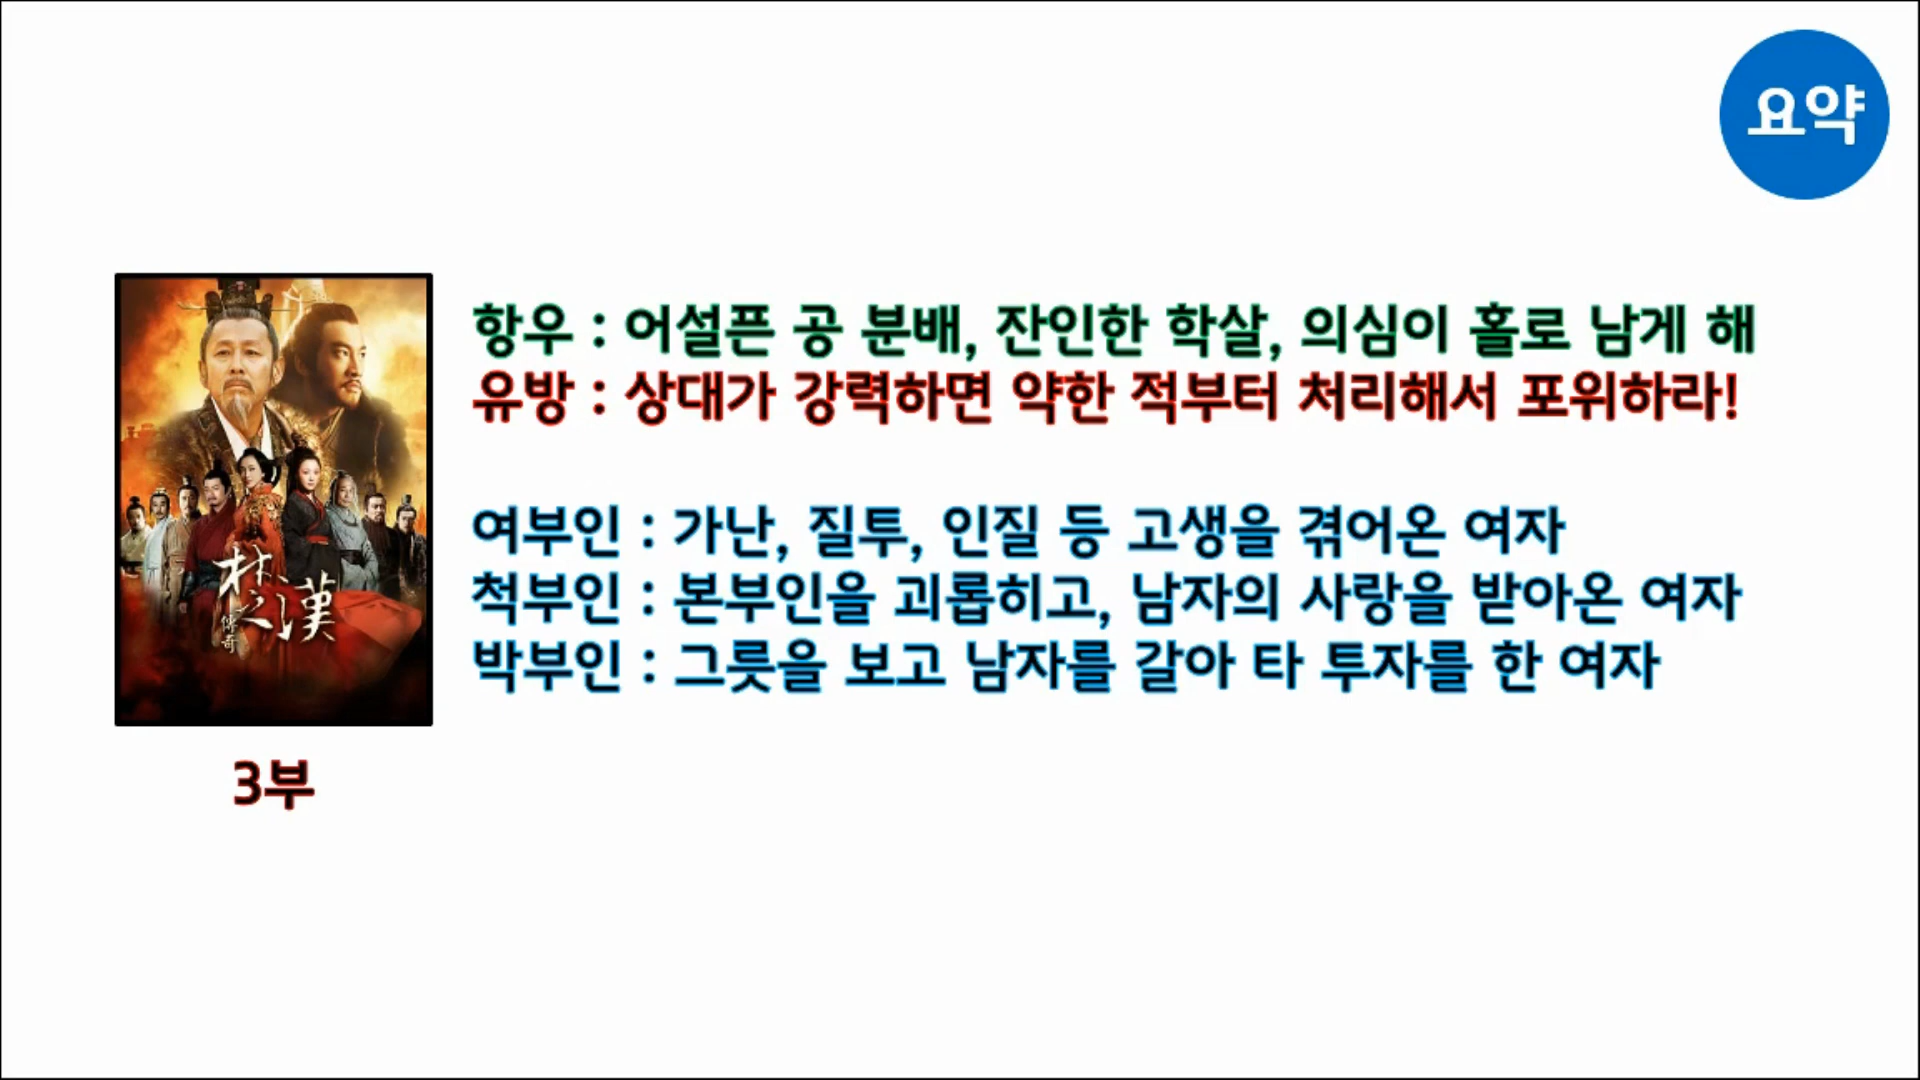 요약
항우 : 어설픈 공 분배, 잔인한 학살, 의심이 홀로 남게 해
유방 : 상대가 강력하면 약한 적부터 처리해서 포위하라!
여부인 : 가난, 질투, 인질 등 고생을 겪어온 여자
척부인 : 본부인을 괴롭히고, 남자의 사랑을 받아온 여자
박부인 : 그릇을 보고 남자를 갈아 타 투자를 한 여자
楚漢
傳奇
3부